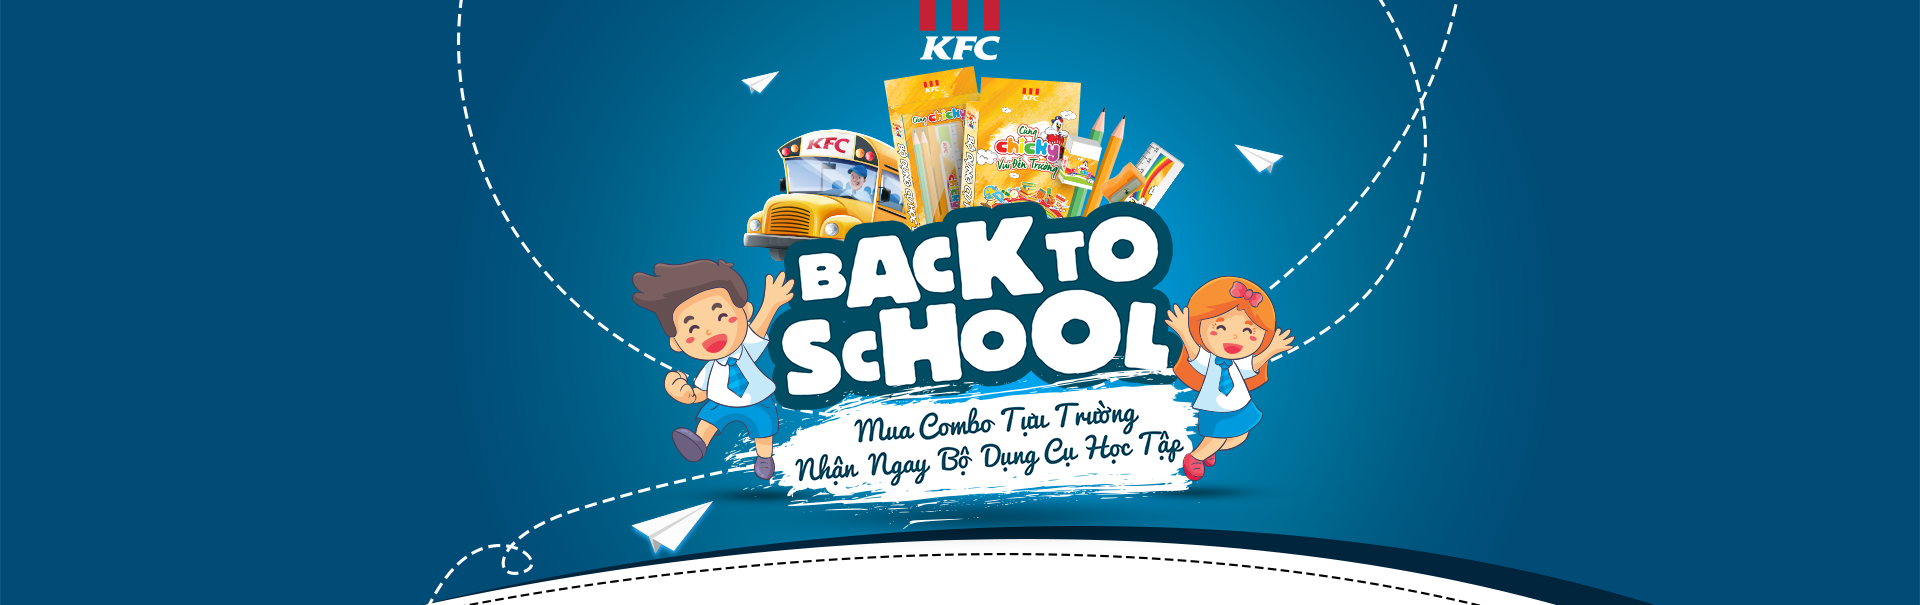 KFC
KFC
KFC
Cùng chicky
KFC
Cùng
chicky
Vui Đến Trường
BACK TO
SCHOOL
Mua Combo Tựu Trường
Nhận Ngay Bộ Dụng Cụ Học Tập